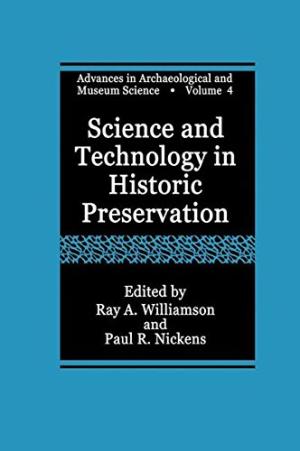 Advances in Archaeological and
Museum Science • Volume 4
Science and
Technology in
Historic
Preservation
Edited by
Ray A. Williamson
and
Paul R. Nickens